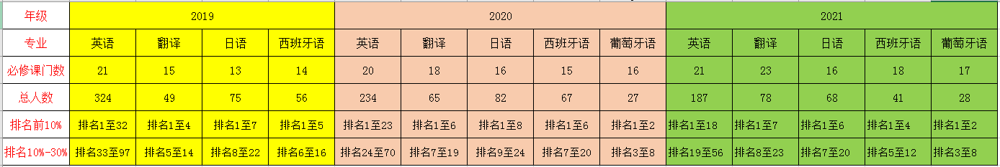 年级 2019 2020 2021
专业 英语 翻译 日语 西班牙语 英语 翻译 日语 西班牙语 葡萄牙语 英语 翻译 日语 西班牙语 葡萄牙语
必修课门数 21 15 13 14 20 18 16 15 16 21 23 16 18 17
总人数 324 49 75 56 234 65 82 67 27 187 78 68 41 28
排名前10% 排名1至32 排名1至4 排名1至7 排名1至5 排名1至23 排名1至6 排名1至8 排名1至6 排名1至2 排名1至18 排名1至7 排名1至6 排名1至4 排名1至2
排名10%-30% 排名33至97 排名5至14 排名8至22 排名6至16 排名24至70 排名7至19 排名9至24 排名7至20 排名3至8 排名19至56 排名8至23 排名7至20 排名5至12 排名3至8